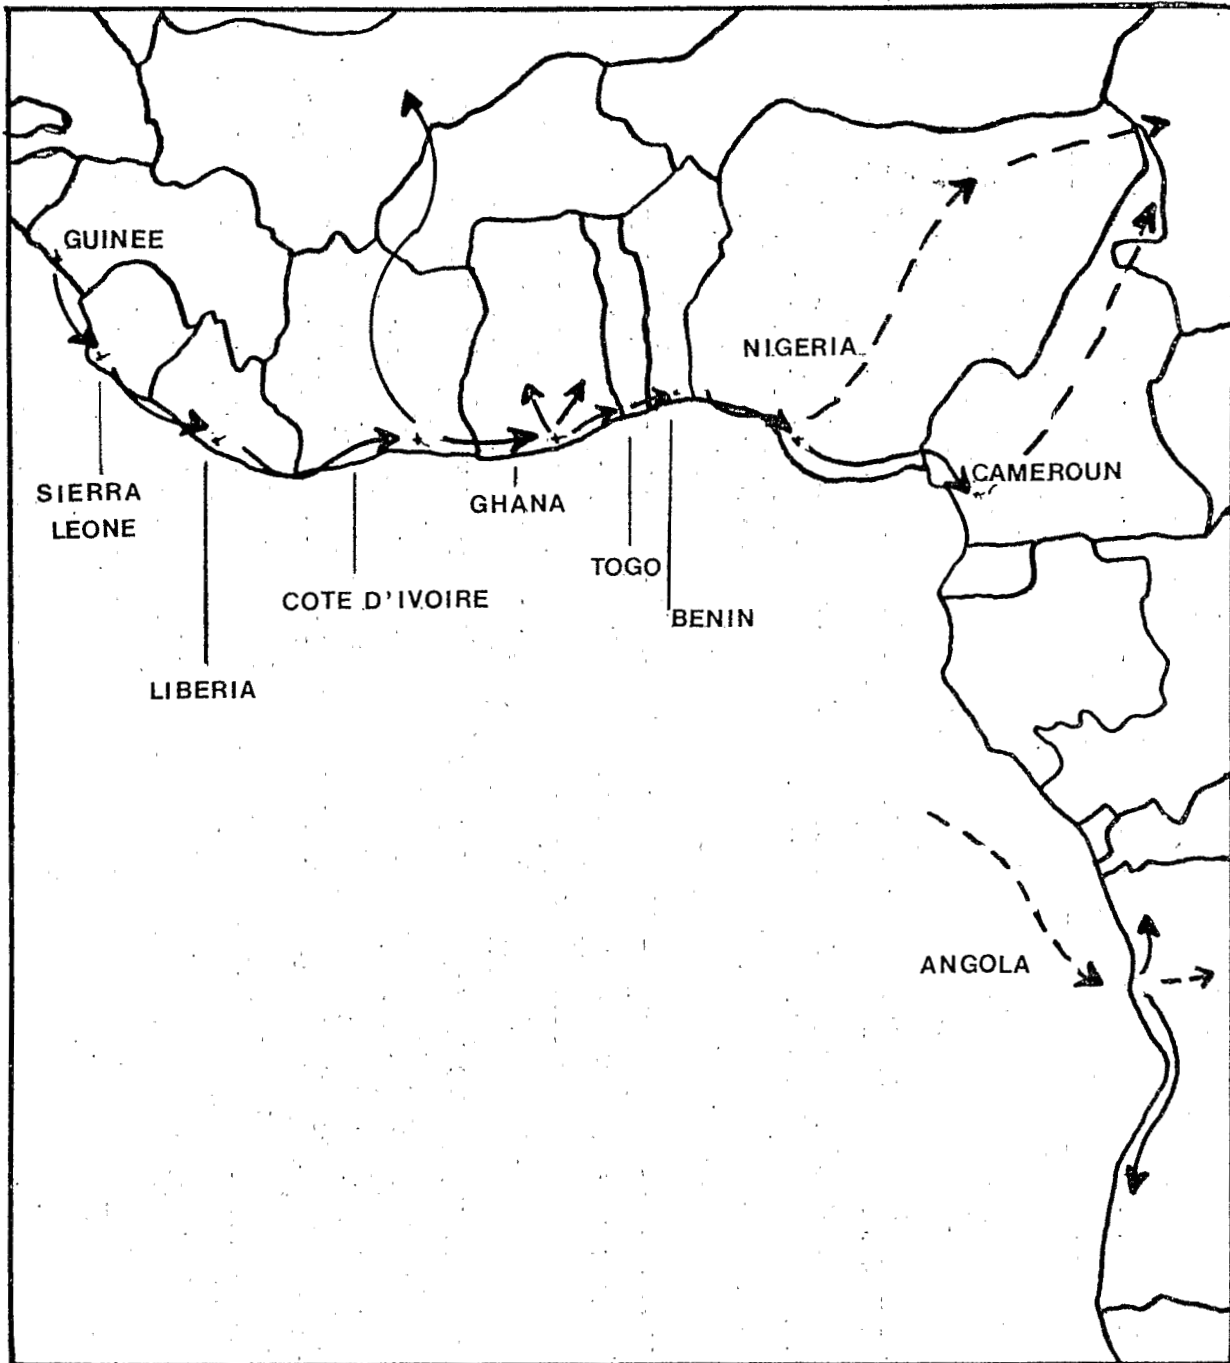 GUINEE
NIGERIA
CAMEROUN
SIERRA
LEONE
GHANA
TOGO
COTE D'IVOIRE
BENIN
LIBERIA
ANGOLA